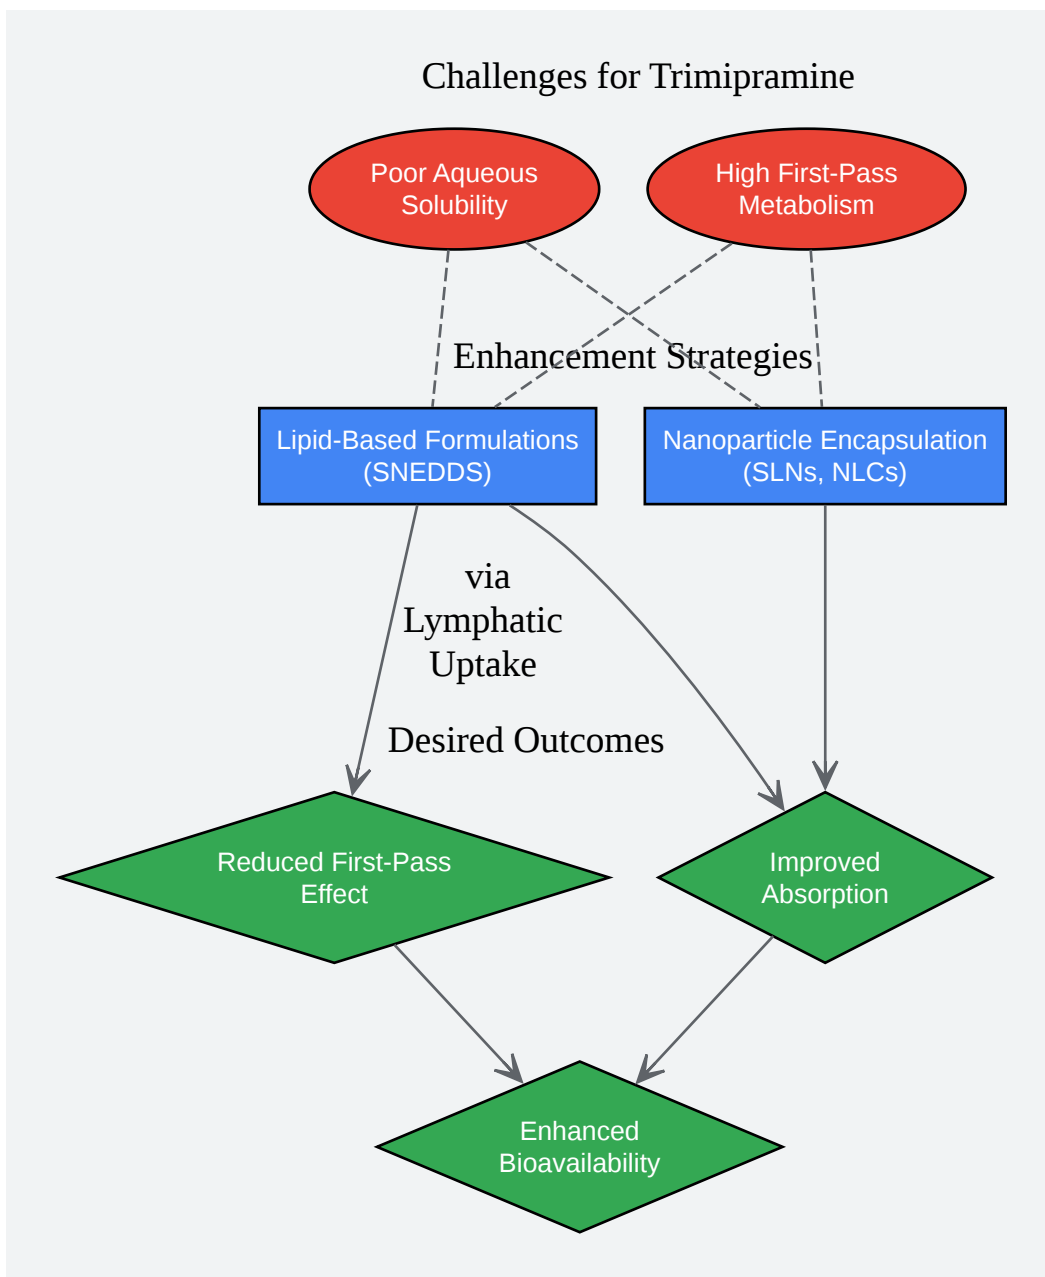 Challenges for Trimipramine
Poor Aqueous
Solubility
High First-Pass
Metabolism
Enhancement Strategies
Lipid-Based Formulations
(SNEDDS)
Nanoparticle Encapsulation
(SLNs, NLCs)
via
Lymphatic
Uptake
Desired Outcomes
Reduced First-Pass
Effect
Improved
Absorption
Enhanced
Bioavailability